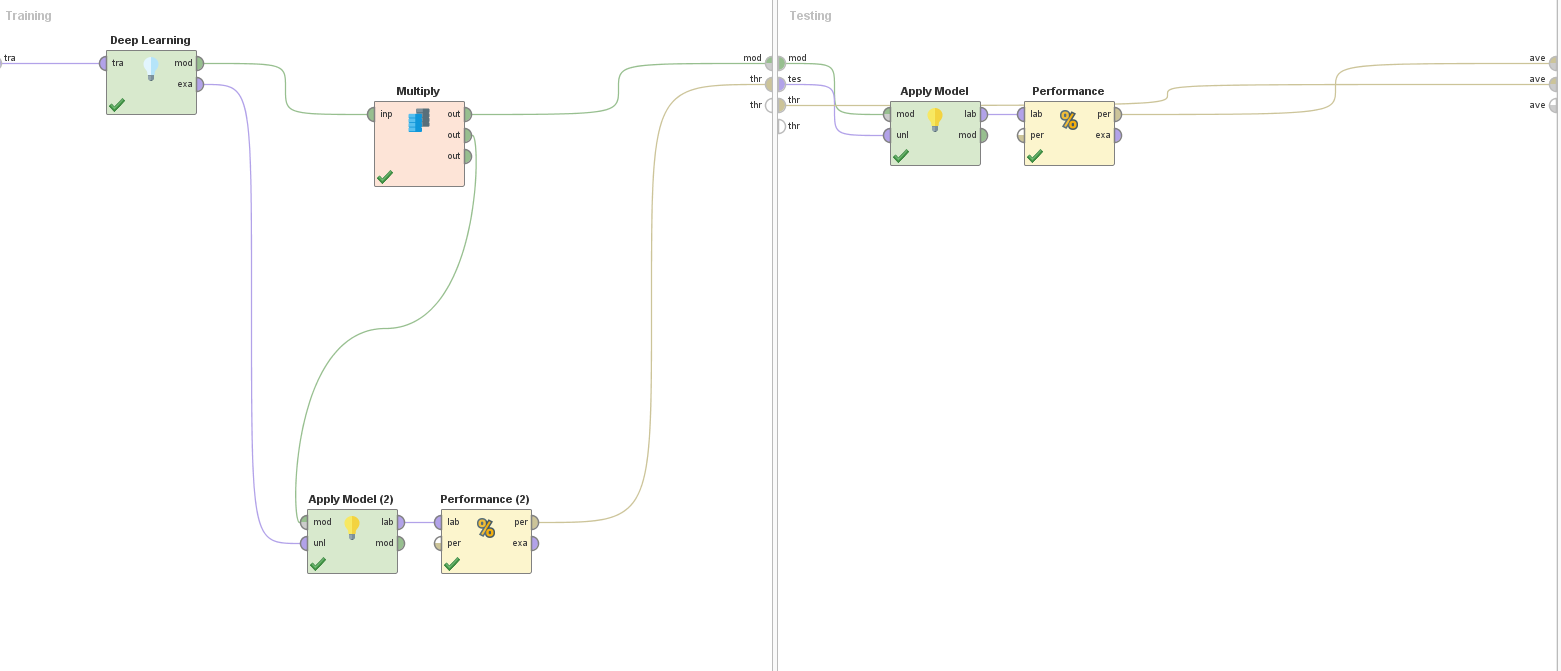 Training
tra
Deep Learning
tra mod
exa
Multiply
inp out
out
out
mod
thr
thr
Apply Model (2)
mod lab
unl mod
Performance (2)
lab per
per exa
Testing
mod
tes
thr
thr
Apply Model
mod lab
unl mod
Performance
lab per
per exa
ave
ave
ave